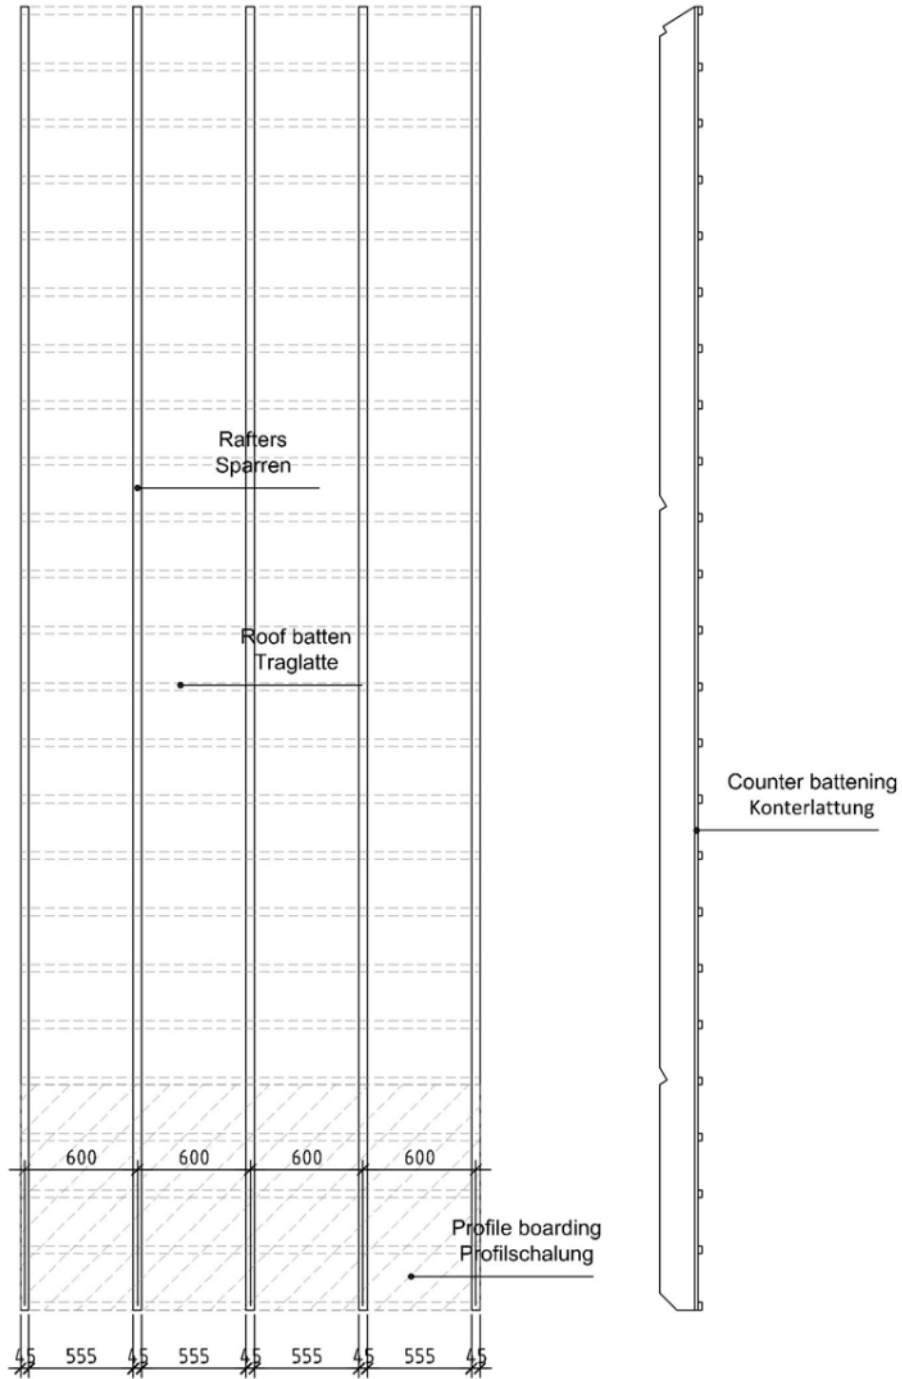 Rafters
Sparren
Roof batten
Traglatte
Counter battening
Konterlattung
600 600 600 600
Profile boarding
Profilschalung
45 555 45 555 45 555 45 555 45